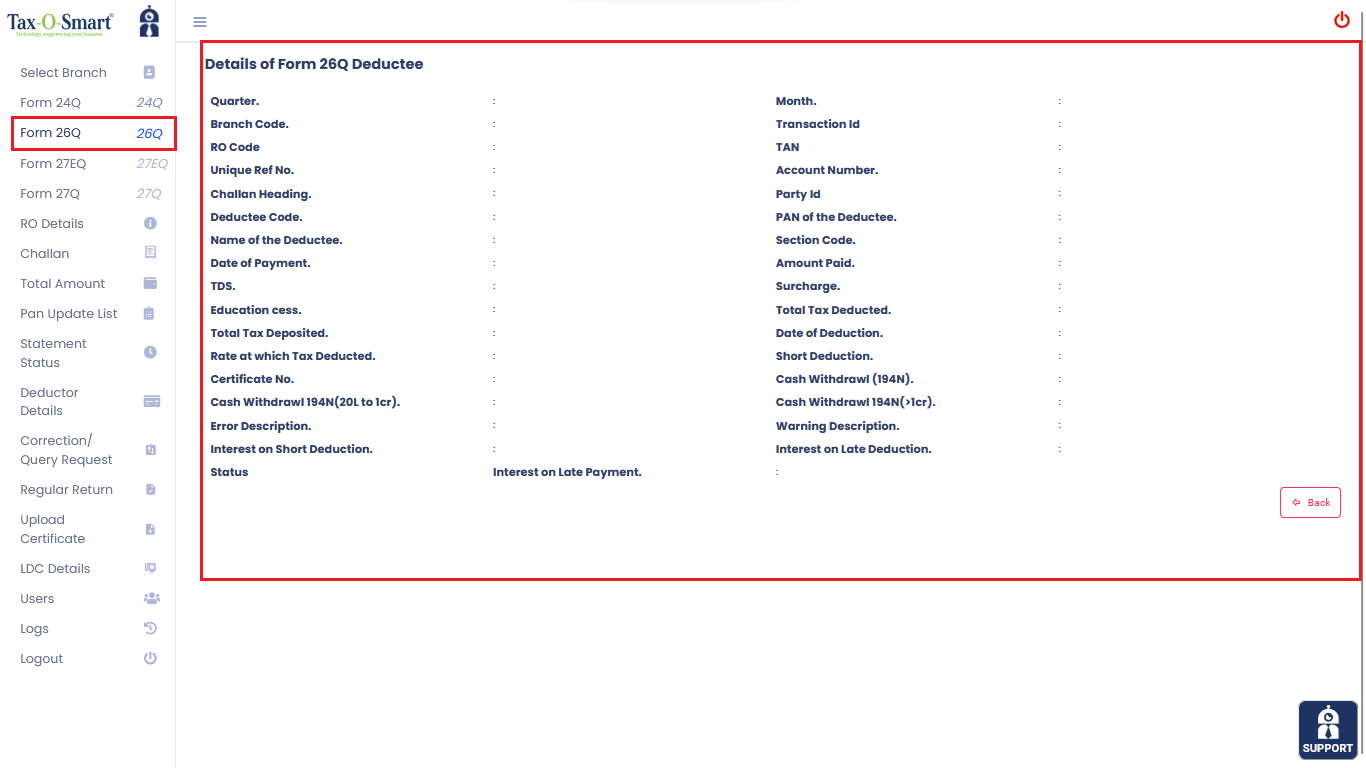 Tax-O-Smart®
Technology empowering your business
Select Branch
Form 24Q 24Q
Form 26Q 26Q
Form 27EQ 27EQ
Form 27Q 27Q
RO Details
Challan
Total Amount
Pan Update List
Statement
Status
Deductor
Details
Correction/
Query Request
Regular Return
Upload
Certificate
LDC Details
Users
Logs
Logout
Details of Form 26Q Deductee
Quarter. : Month. :
Branch Code. : Transaction Id :
RO Code : TAN :
Unique Ref No. : Account Number. :
Challan Heading. : Party Id :
Deductee Code. : PAN of the Deductee. :
Name of the Deductee. : Section Code. :
Date of Payment. : Amount Paid. :
TDS. : Surcharge. :
Education cess. : Total Tax Deducted. :
Total Tax Deposited. : Date of Deduction. :
Rate at which Tax Deducted. : Short Deduction. :
Certificate No. : Cash Withdrawl (194N). :
Cash Withdrawl 194N(20L to 1cr). : Cash Withdrawl 194N(>1cr). :
Error Description. : Warning Description. :
Interest on Short Deduction. : Interest on Late Deduction. :
Status Interest on Late Payment. :
Back
SUPPORT